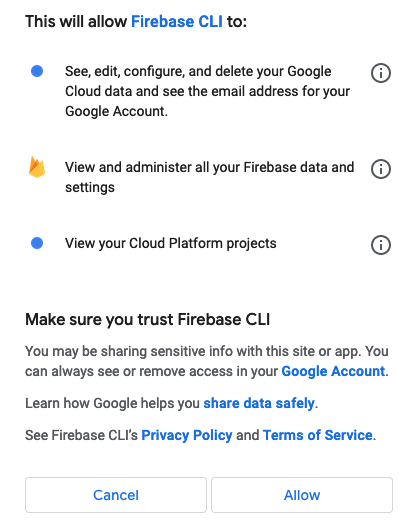 This will allow Firebase CLI to:
See, edit, configure, and delete your Google
Cloud data and see the email address for your
Google Account.
View and administer all your Firebase data and
settings
View your Cloud Platform projects
Make sure you trust Firebase CLI
You may be sharing sensitive info with this site or app. You
can always see or remove access in your Google Account.
Learn how Google helps you share data safely.
See Firebase CLI's Privacy Policy and Terms of Service.
Cancel
Allow